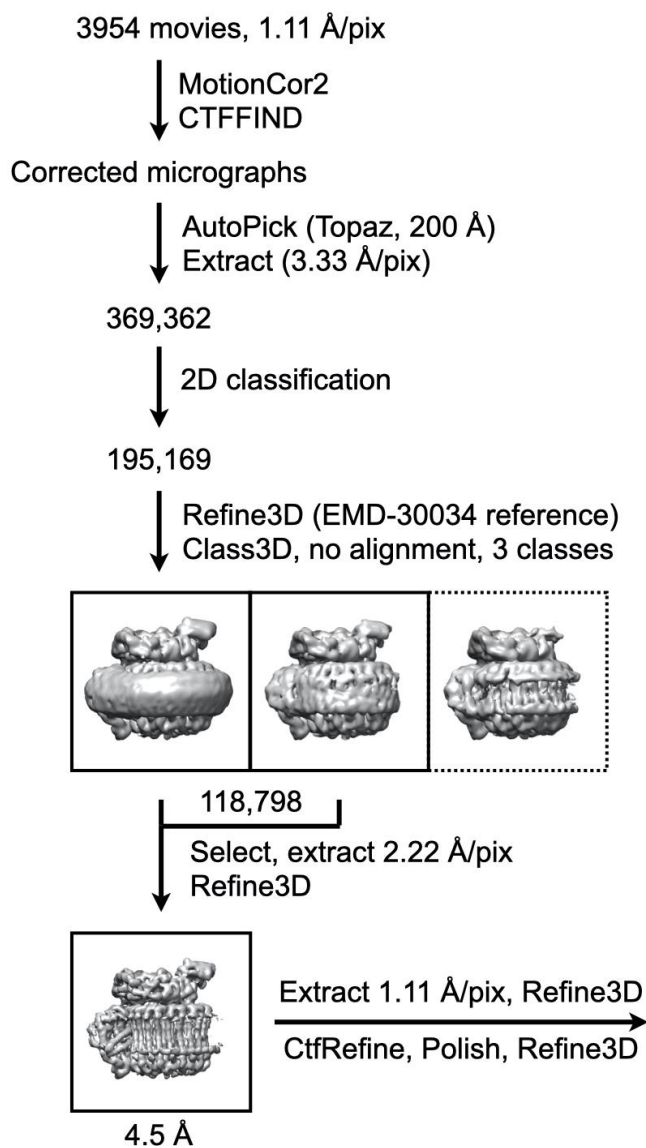 3954 movies, 1.11 Å/pix
MotionCor2
CTFFIND
Corrected micrographs
AutoPick (Topaz, 200 Å)
Extract (3.33 Å/pix)
369,362
2D classification
195,169
Refine3D (EMD-30034 reference)
Class3D, no alignment, 3 classes
118,798
Select, extract 2.22 Å/pix
Refine3D
Extract 1.11 Å/pix, Refine3D
CtfRefine, Polish, Refine3D
4.5 Å